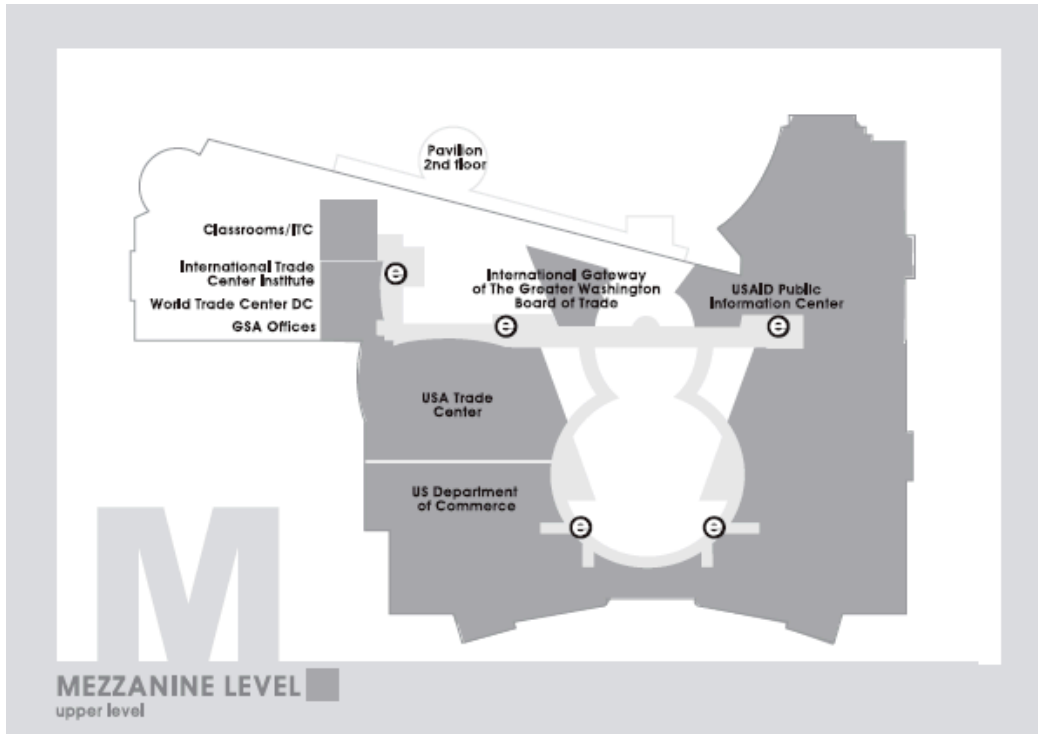 Pavilion
2nd floor
Classrooms/ITC
International Trade
Center Institute
World Trade Center DC
GSA Offices
International Gateway
of The Greater Washington
Board of Trade
USAID Public
Information Center
USA Trade
Center
US Department
of Commerce
e
e
e
e
e
M
MEZZANINE LEVEL
upper level